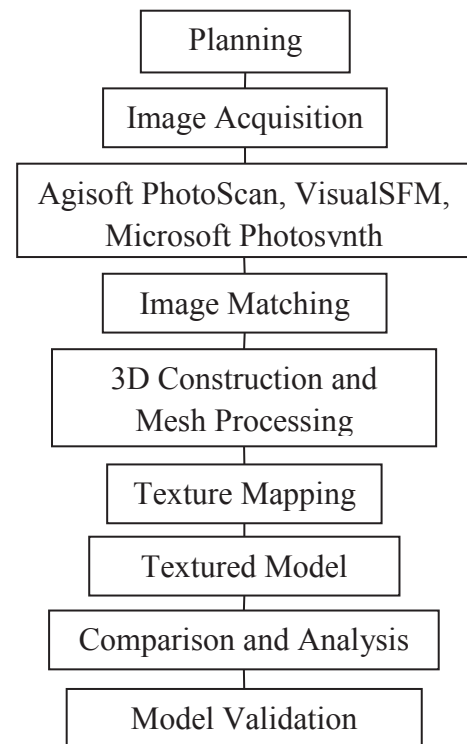 Planning
Image Acquisition
Agisoft PhotoScan, VisualSFM,
Microsoft Photosynth
Image Matching
3D Construction and
Mesh Processing
Texture Mapping
Textured Model
Comparison and Analysis
Model Validation